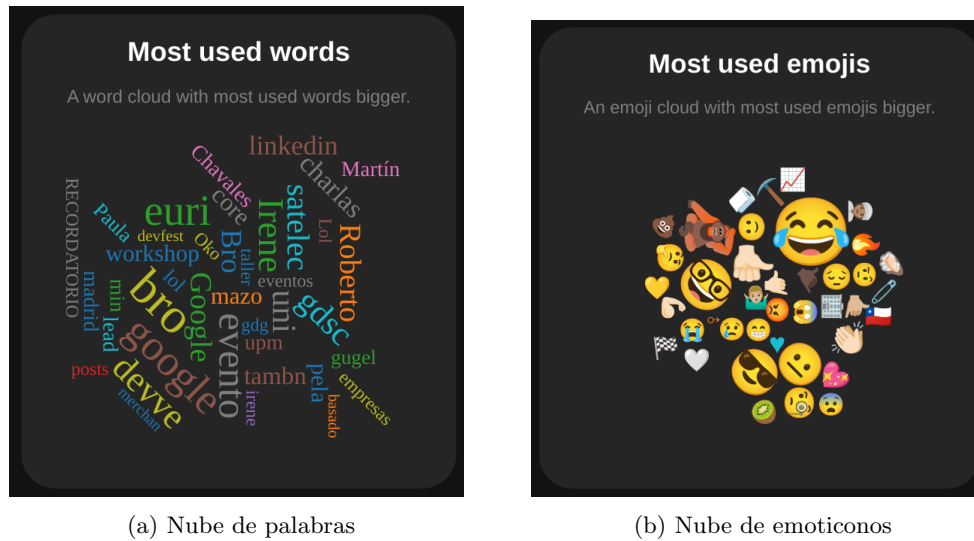 Most used words
A word cloud with most used words bigger.
linkedin
Chavales
charlas
Martín
RECORDATORIO
core
satelec
Irene
euri
Paula
Lol
devfest
Oko
Bro
Roberto
workshop
taller
lol
eventos
madrid
min
bro
Google
mazo
uni
gdsc
lead
google
evento
gdg
upm
gugel
posts
devve
tambn
pela
empresas
merchan
irene
basado
(a) Nube de palabras
Most used emojis
An emoji cloud with most used emojis bigger.
(b) Nube de emoticonos